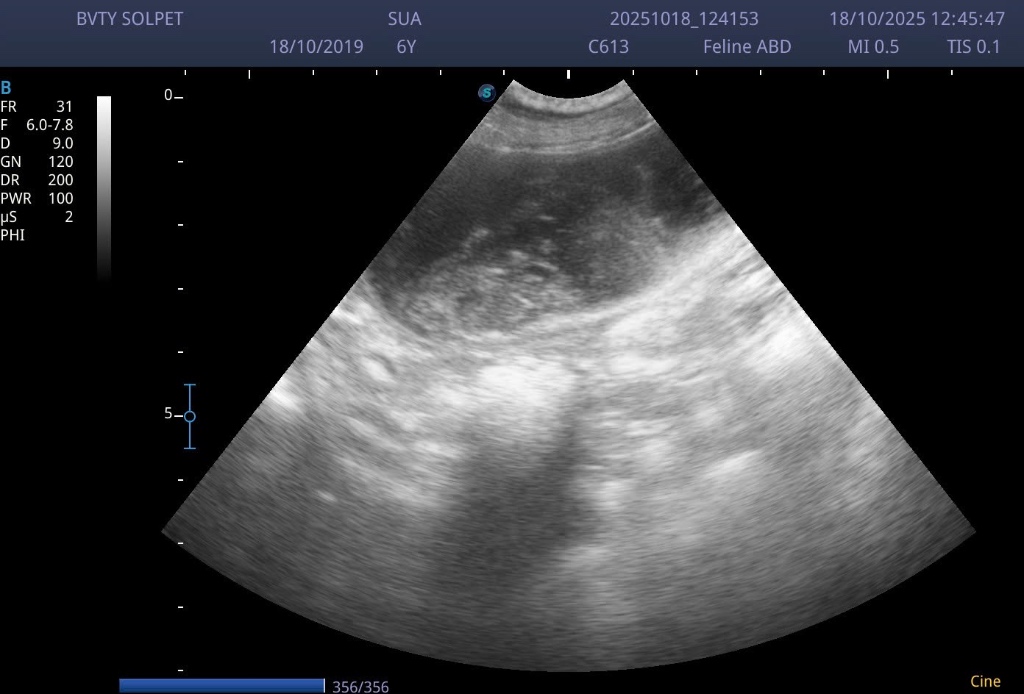 BVTY SOLPET SUA 20251018_124153 18/10/2025 12:45:47
18/10/2019 6Y C613 Feline ABD MI 0.5 TIS 0.1
B
FR 31
F 6.0-7.8
D 9.0
GN 120
DR 200
PWR 100
µS 2
PHI
S
0
5
356/356
Cine